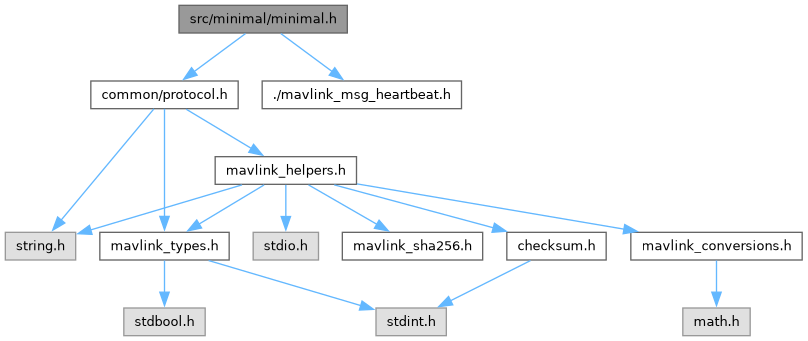 src/minimal/minimal.h
common/protocol.h
./mavlink_msg_heartbeat.h
mavlink_helpers.h
string.h
mavlink_types.h
stdio.h
mavlink_sha256.h
checksum.h
mavlink_conversions.h
stdbool.h
stdint.h
math.h